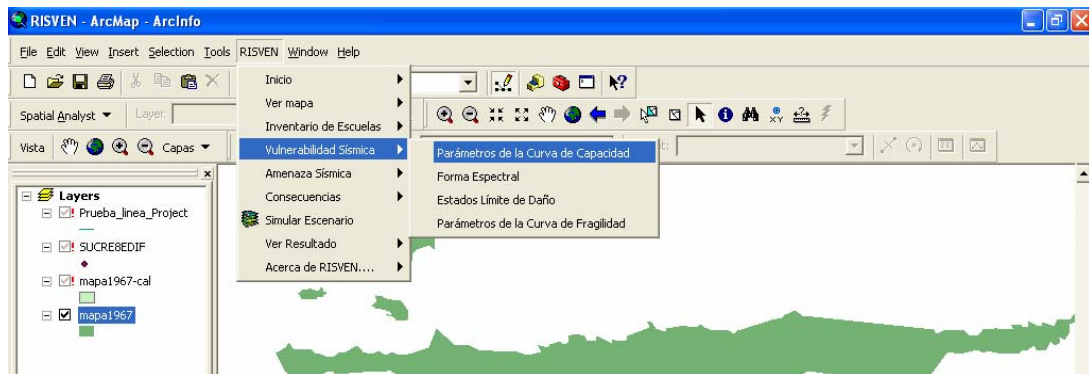 RISVEN - ArcMap - ArcInfo
File Edit View Insert Selection Tools RISVEN Window Help
Spatial Analyst Layer:
Vista Capas
Inicio
Ver mapa
Inventario de Escuelas
Vulnerabilidad Sísmica
Amenaza Sísmica
Consecuencias
Simular Escenario
Ver Resultado
Acerca de RISVEN....
Parámetros de la Curva de Capacidad
Forma Espectral
Estados Límite de Daño
Parámetros de la Curva de Fragilidad
Layers
Prueba_linea_Project
SUCRE8EDIF
mapa1967-cal
mapa1967